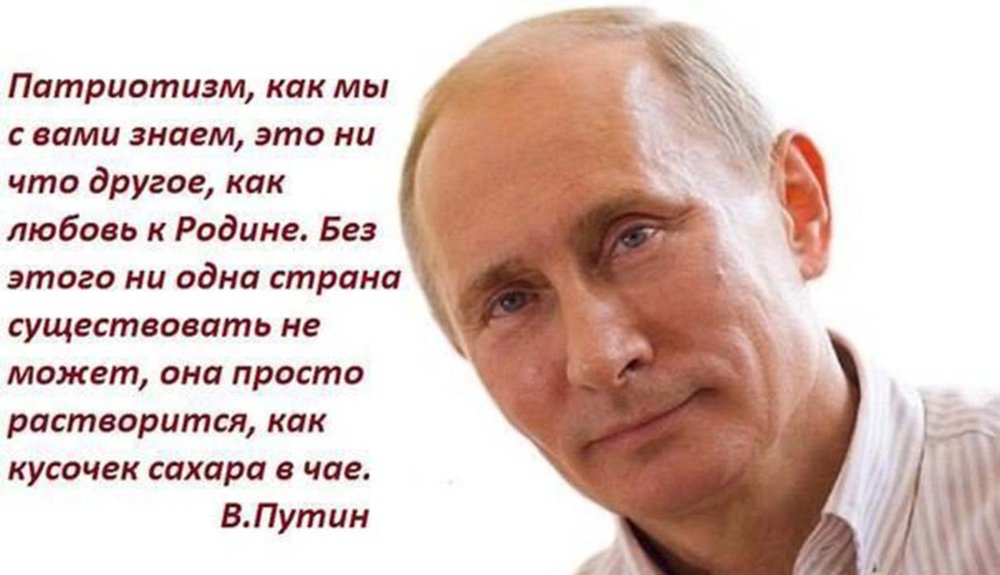 Патриотизм, как мы
с вами знаем, это ни
что другое, как
любовь к Родине. Без
этого ни одна страна
существовать не
может, она просто
растворится, как
кусочек сахара в чае.
В.Путин